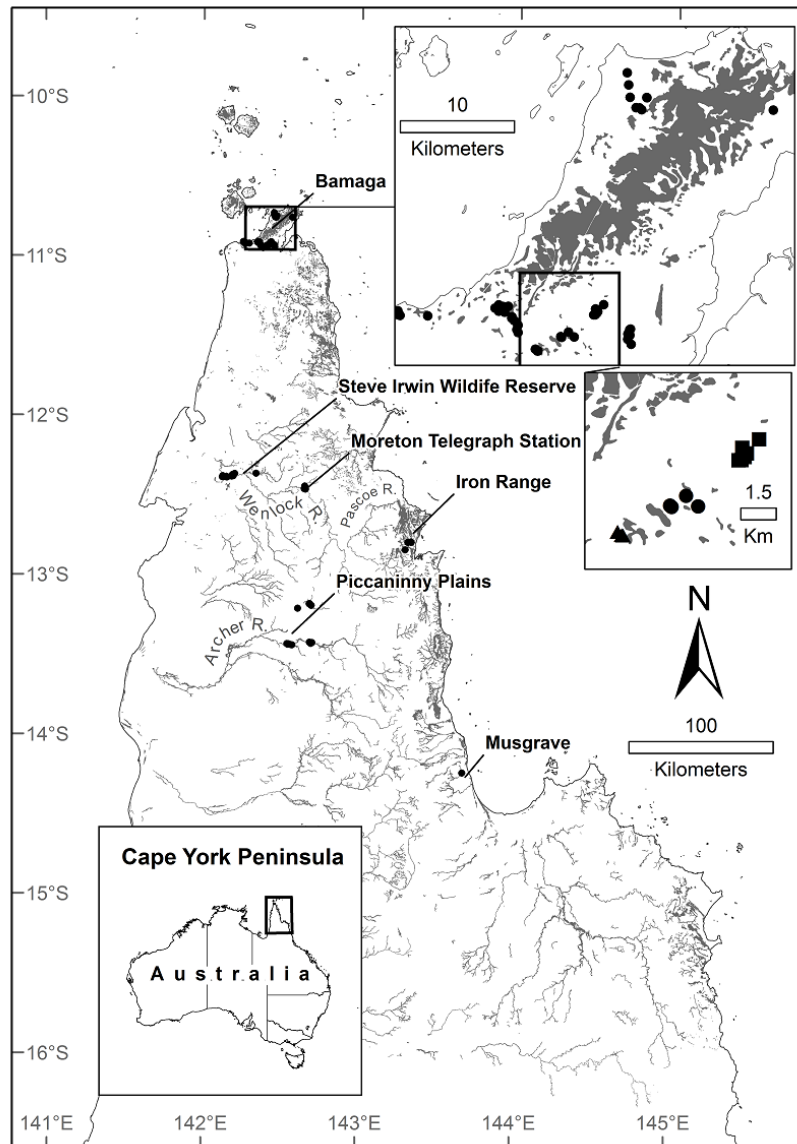 10°S
11°S
12°S
13°S
14°S
15°S
16°S
141°E
142°E
143°E
144°E
145°E
Bamaga
10
Kilometers
Steve Irwin Wildife Reserve
Moreton Telegraph Station
Iron Range
Wenlock R.
Pascoe R.
Piccaninny Plains
Archer R.
1.5
Km
N
100
Kilometers
Musgrave
Cape York Peninsula
Australia